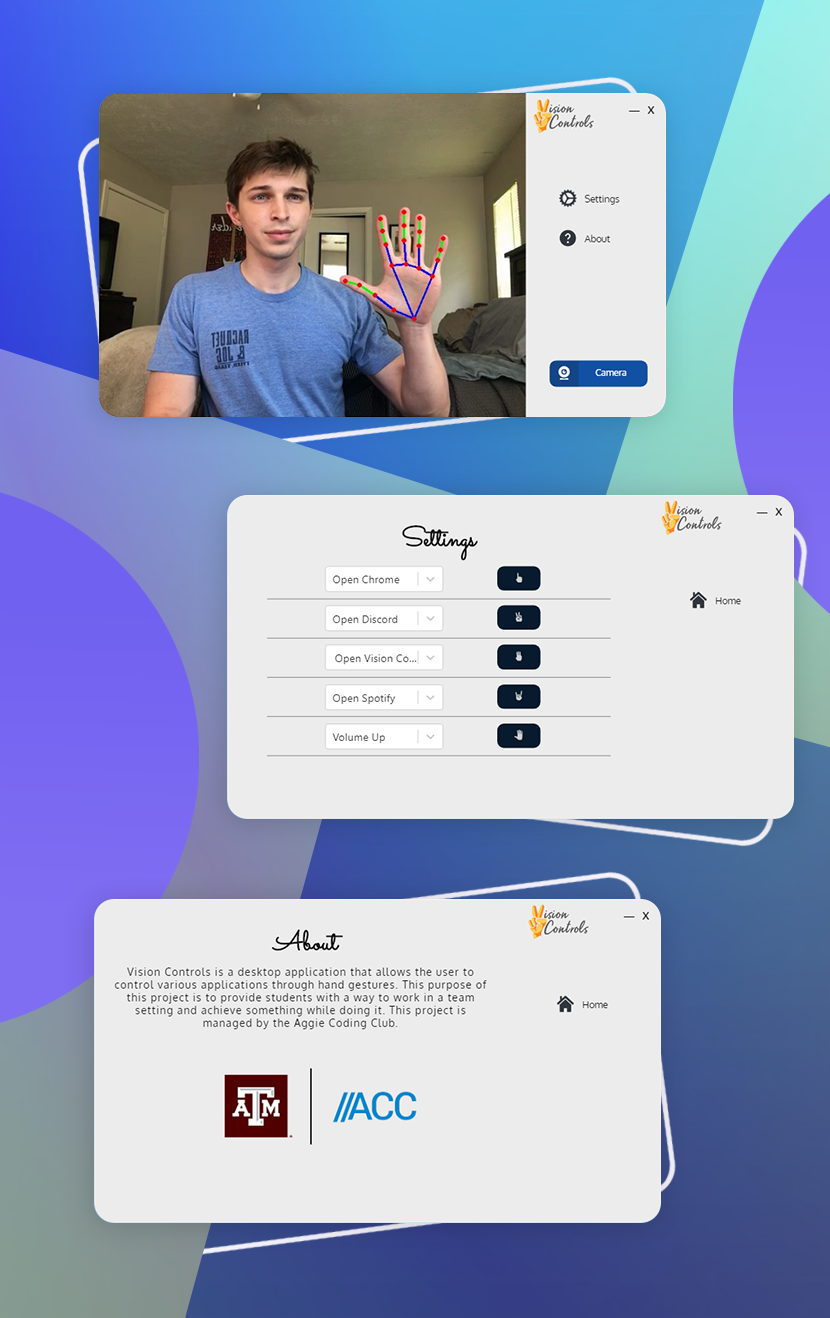 Vision
Controls
— X
Settings
About
RACQUET
& JOE
Camera
Vision
Controls
— X
Settings
Open Chrome
Open Discord
Open Vision Co...
Open Spotify
Volume Up
Home
Vision
Controls
— X
About
Vision Controls is a desktop application that allows the user to
control various applications through hand gestures. This purpose of
this project is to provide students with a way to work in a team
setting and achieve something while doing it. This project is
managed by the Aggie Coding Club.
Home
ATM
//ACC